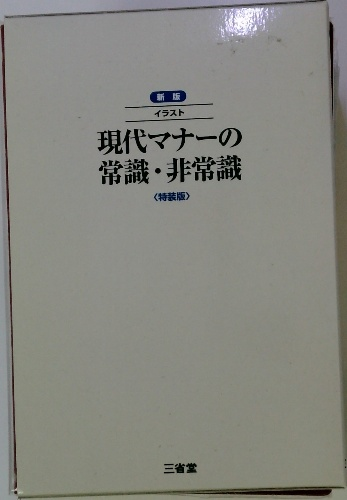 新版
イラスト
現代マナーの
常識・非常識
〈特装版〉
三省堂